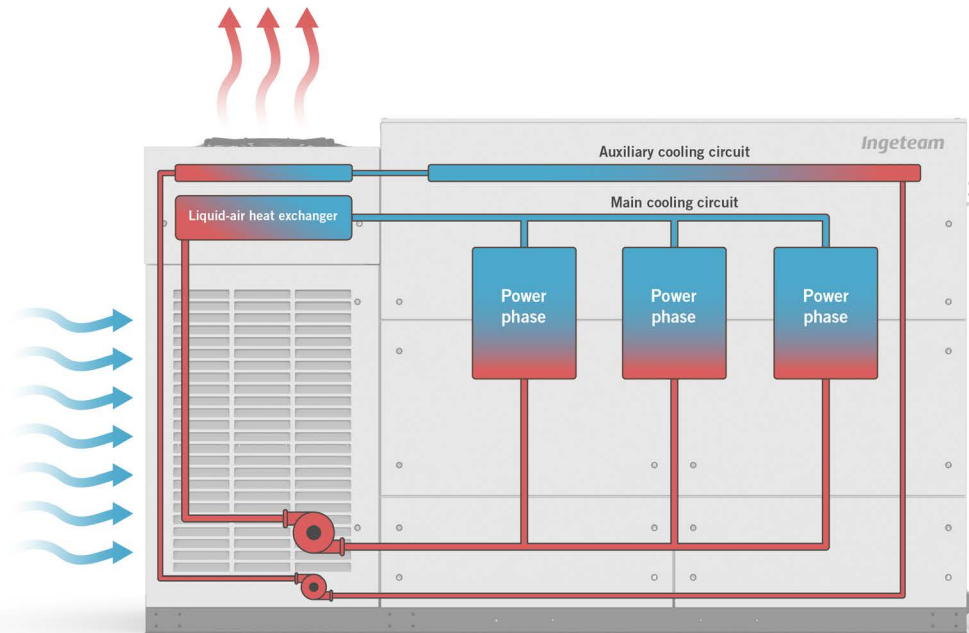 Ingeteam
Auxiliary cooling circuit
Main cooling circuit
Liquid-air heat exchanger
Power
phase
Power
phase
Power
phase